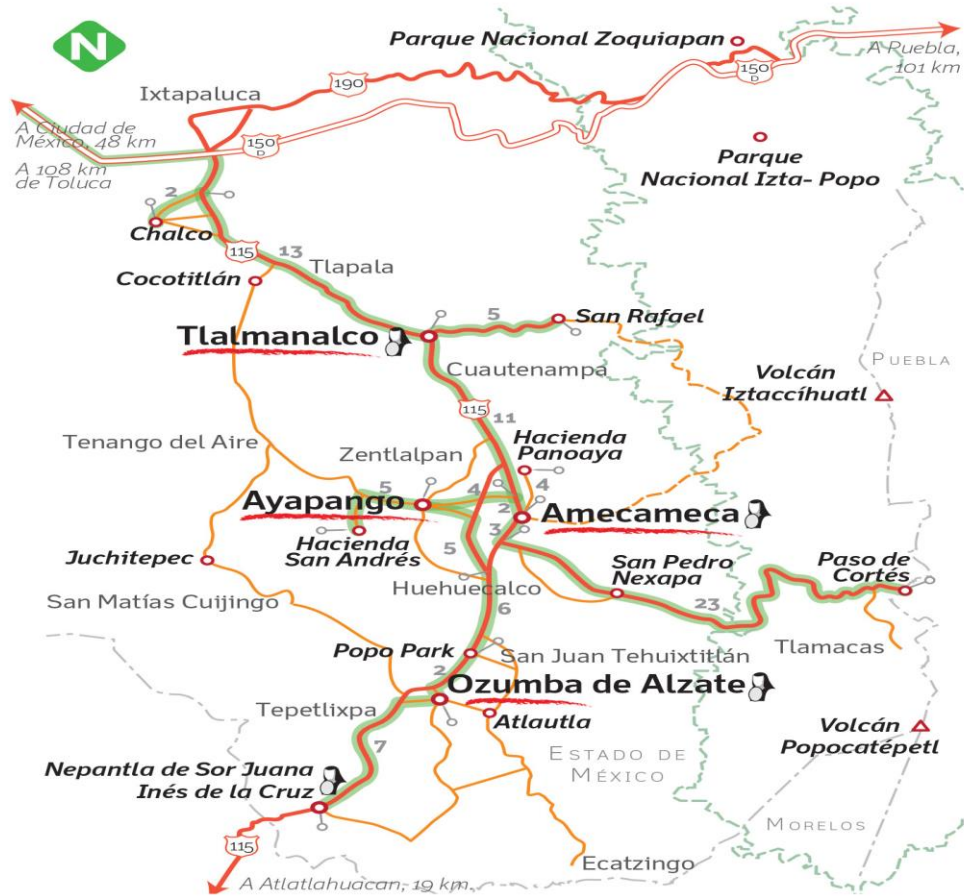 N
Parque Nacional Zoquiapan
A Puebla,
101 km
150
D
190
Ixtapaluca
A Ciudad de
México, 48 km
150
D
A 108 km
de Toluca
Parque
Nacional Izta- Popo
2
Chalco
115
13
Tlapala
Cocotitlán
5
San Rafael
Tlalmanalco
Cuautenampa
PUEBLA
Volcán
Iztaccíhuatl
115
11
Hacienda
Panoaya
Tenango del Aire
Zentlalpan
5
4
4
Ayapango
2
Amecameca
3
Hacienda
San Andrés
5
Juchitepec
San Pedro
Nexapa
Paso de
Cortés
Huehuecalco
San Matías Cuijingo
6
23
Tlamacas
Popo Park
San Juan Tehuixtitlán
2
Ozumba de Alzate
Tepetlixpa
Atlautla
7
Volcán
Popocatépetl
ESTADO DE
MÉXICO
Nepantla de Sor Juana
Inés de la Cruz
MORELOS
115
Ecatzingo
A Atlatlahuacan, 19 km.